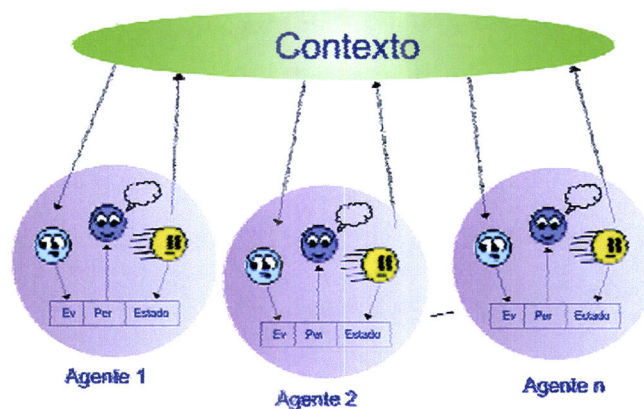 Contexto
Ev Per Estado
Ev Per Estado
Ev Per Estado
Agente 1
Agente 2
Agente n